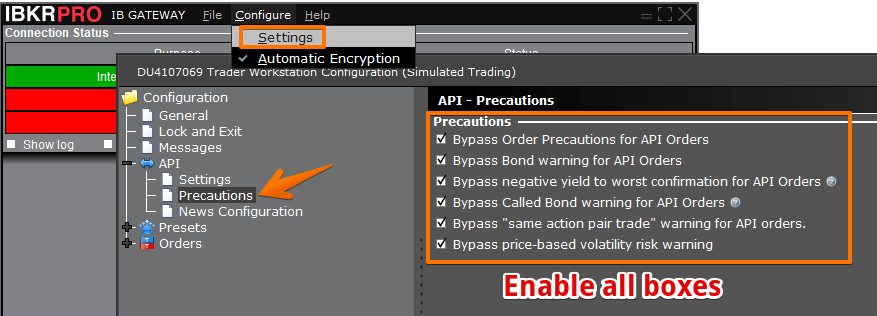 IBKRPRO IB GATEWAY File Configure Help
Connection Status
Settings
Purpose Status
✓ Automatic Encryption
Inte
DU4107069 Trader Workstation Configuration (Simulated Trading)
Configuration
General
Lock and Exit
Messages
API
Settings
Precautions
News Configuration
Presets
Orders
Show log
API - Precautions
Precautions
Bypass Order Precautions for API Orders
Bypass Bond warning for API Orders
Bypass negative yield to worst confirmation for API Orders
Bypass Called Bond warning for API Orders
Bypass "same action pair trade" warning for API orders.
Bypass price-based volatility risk warning
Enable all boxes